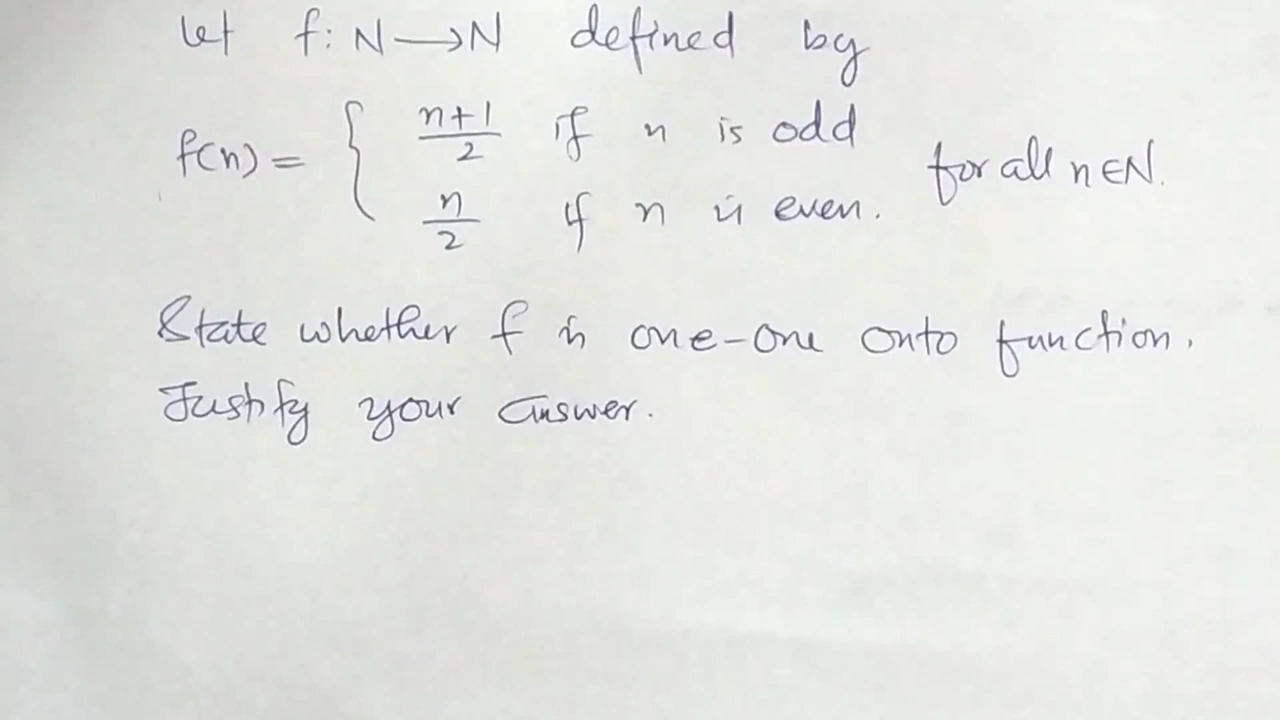 Let f: N → N defined by
f(n) = { n+1/2 if n is odd
n/2 if n is even. for all n ∈ N.
State whether f is one-one onto function.
Justify your answer.